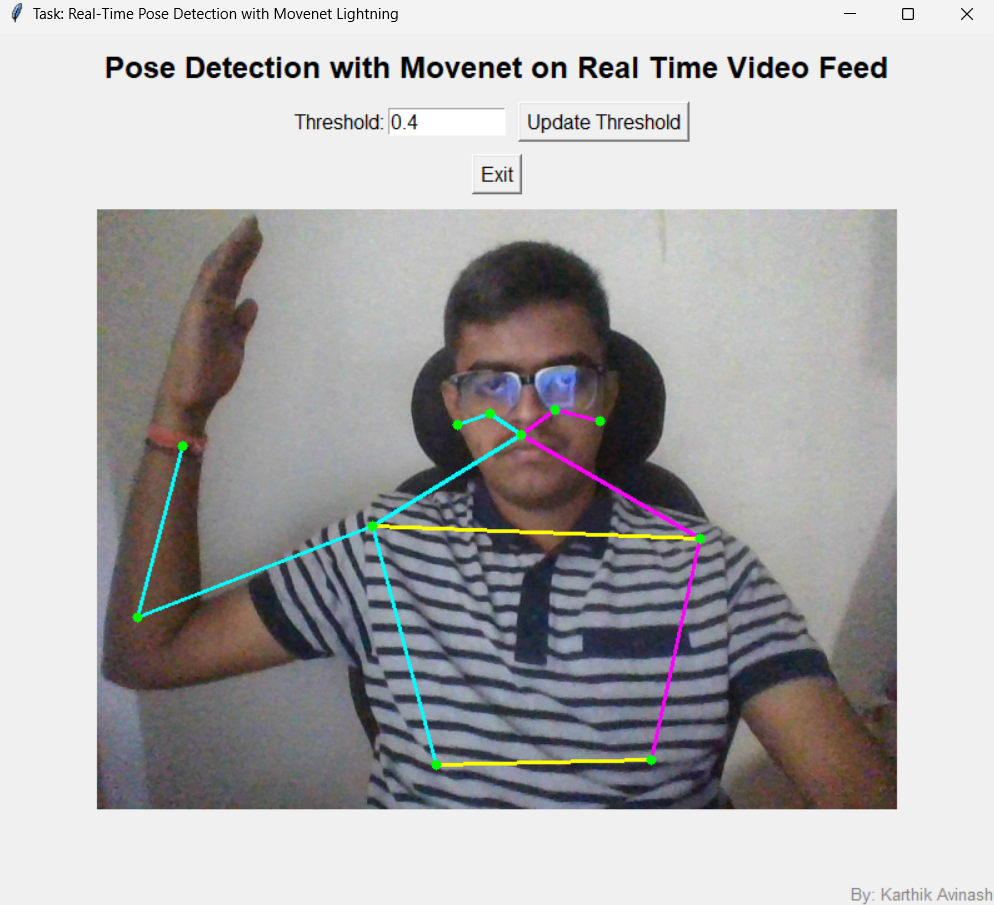 Task: Real-Time Pose Detection with Movenet Lightning
Pose Detection with Movenet on Real Time Video Feed
Threshold: 0.4 Update Threshold
Exit
By: Karthik Avinash